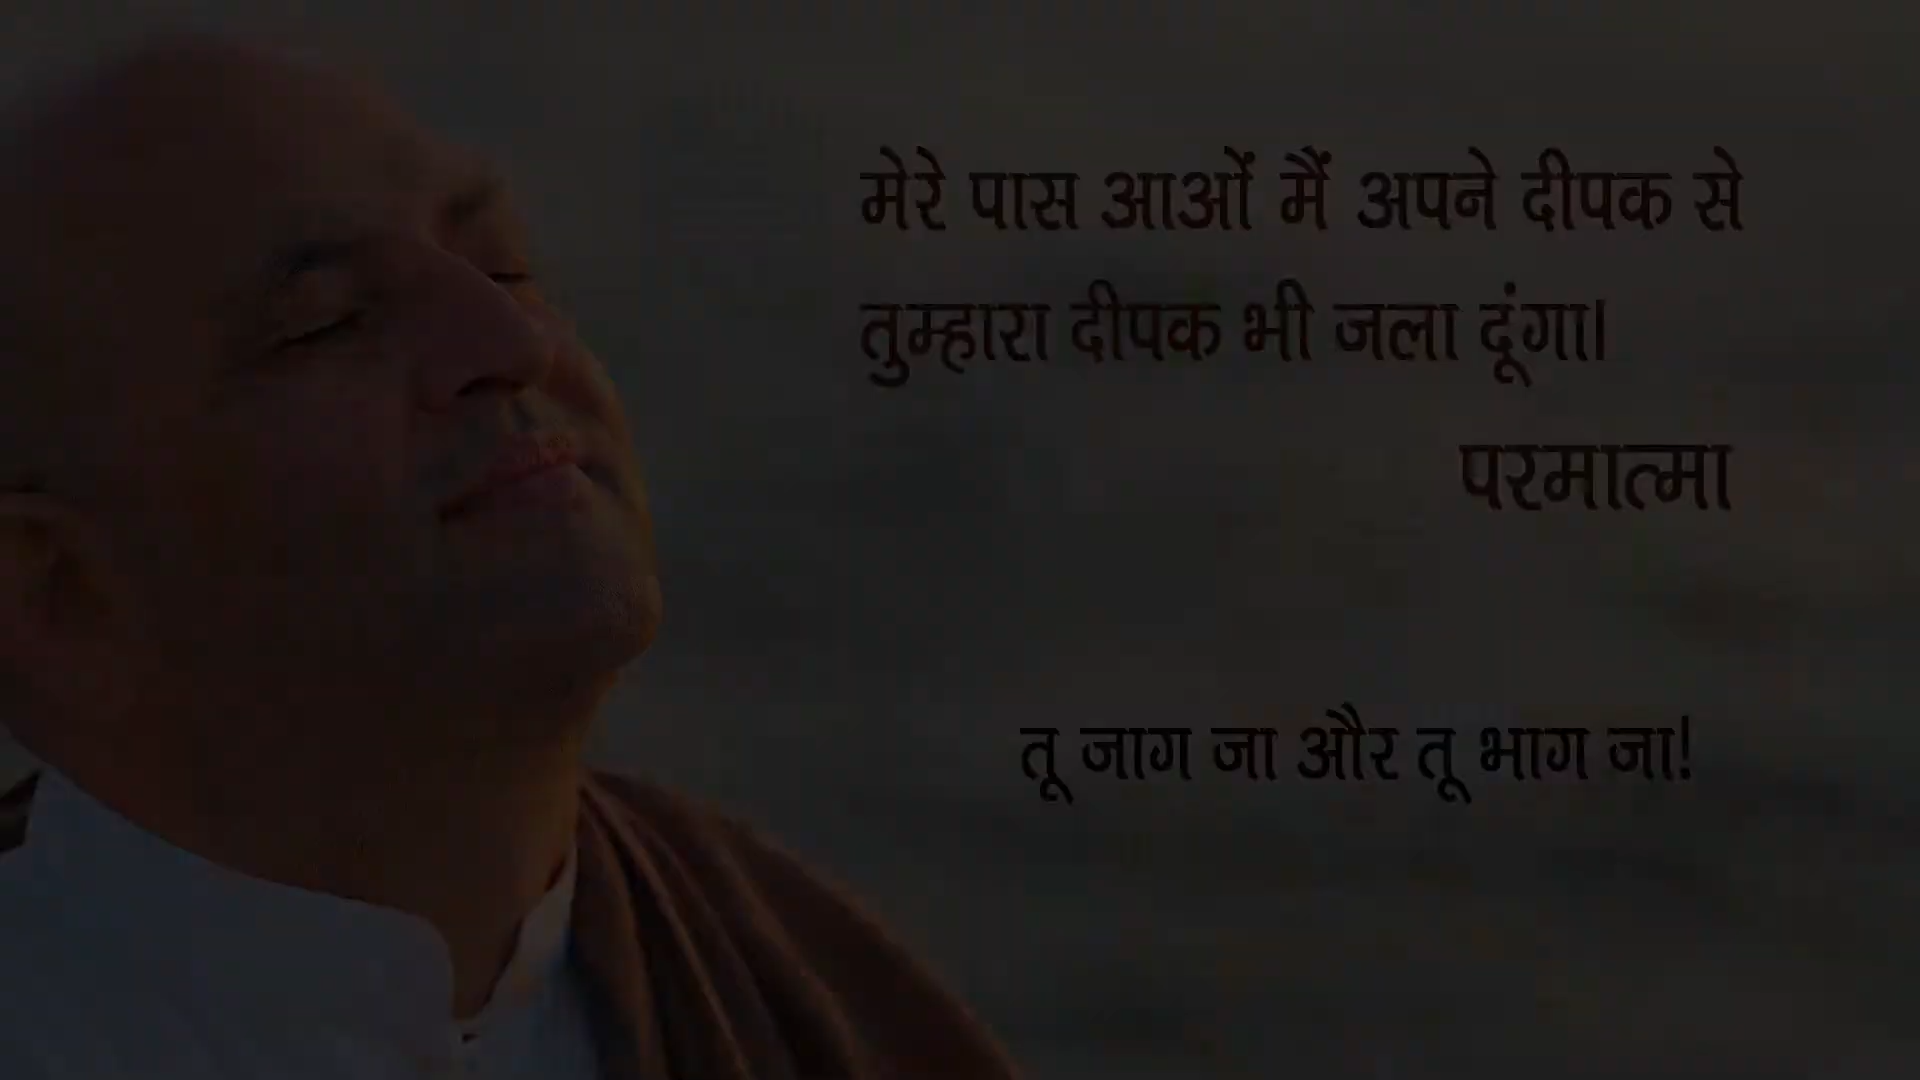 मेरे पास आओं मैं अपने दीपक से
तुम्हारा दीपक भी जला दूंगा।
परमात्मा
तू जाग जा और तू भाग जा!